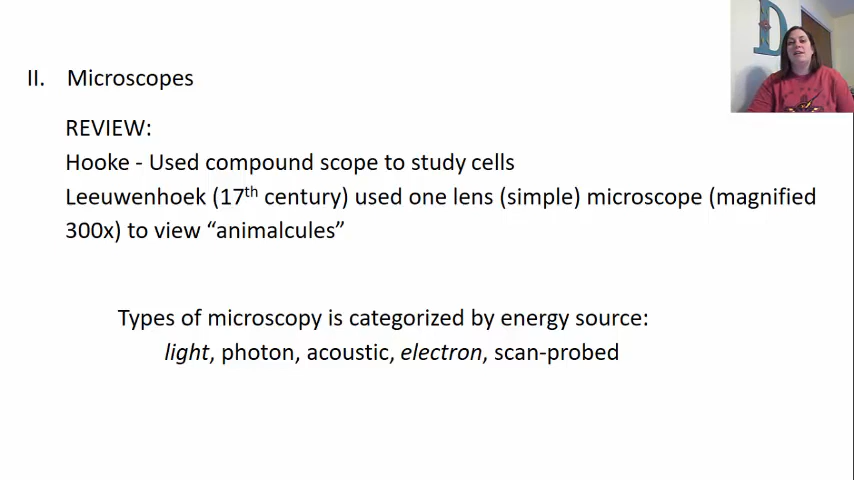 II. Microscopes
REVIEW:
Hooke - Used compound scope to study cells
Leeuwenhoek (17th century) used one lens (simple) microscope (magnified
300x) to view “animalcules”
Types of microscopy is categorized by energy source:
light, photon, acoustic, electron, scan-probed
D